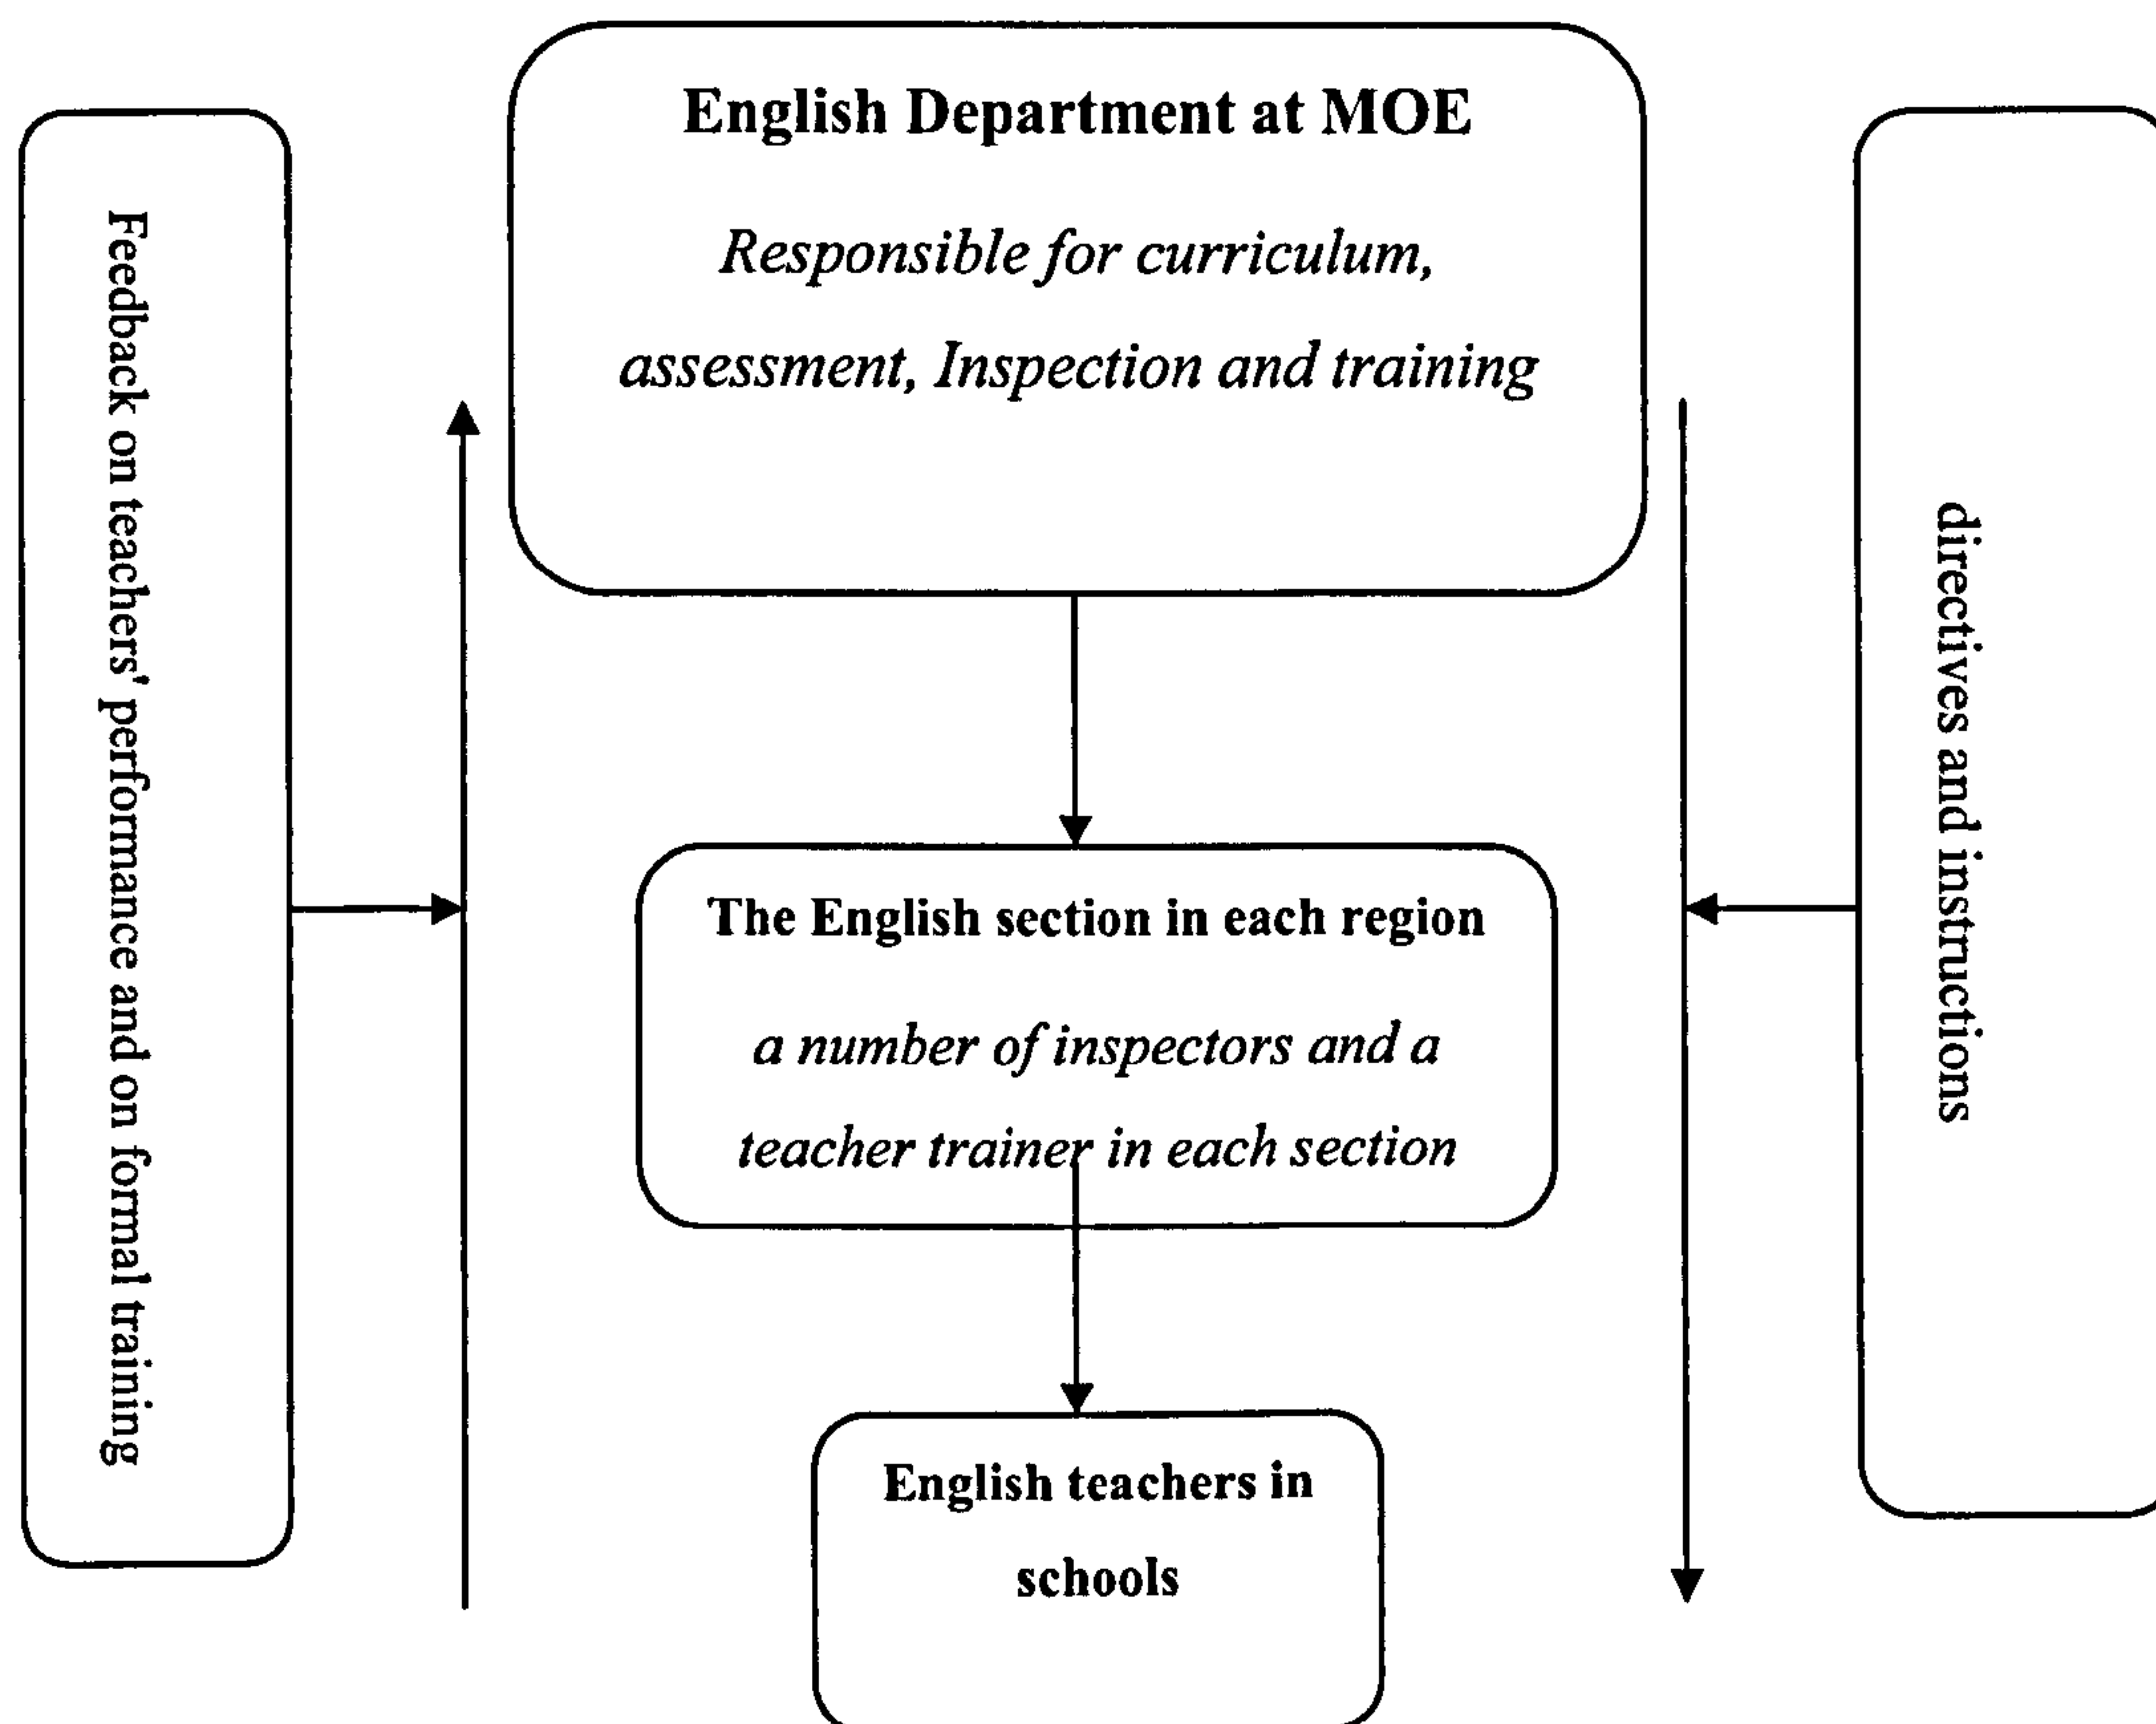 English Department at MOE
Responsible for curriculum,
assessment, Inspection and training
Feedback on teachers' performance and on formal training
directives and instructions
The English section in each region
a number of inspectors and a
teacher trainer in each section
English teachers in
schools